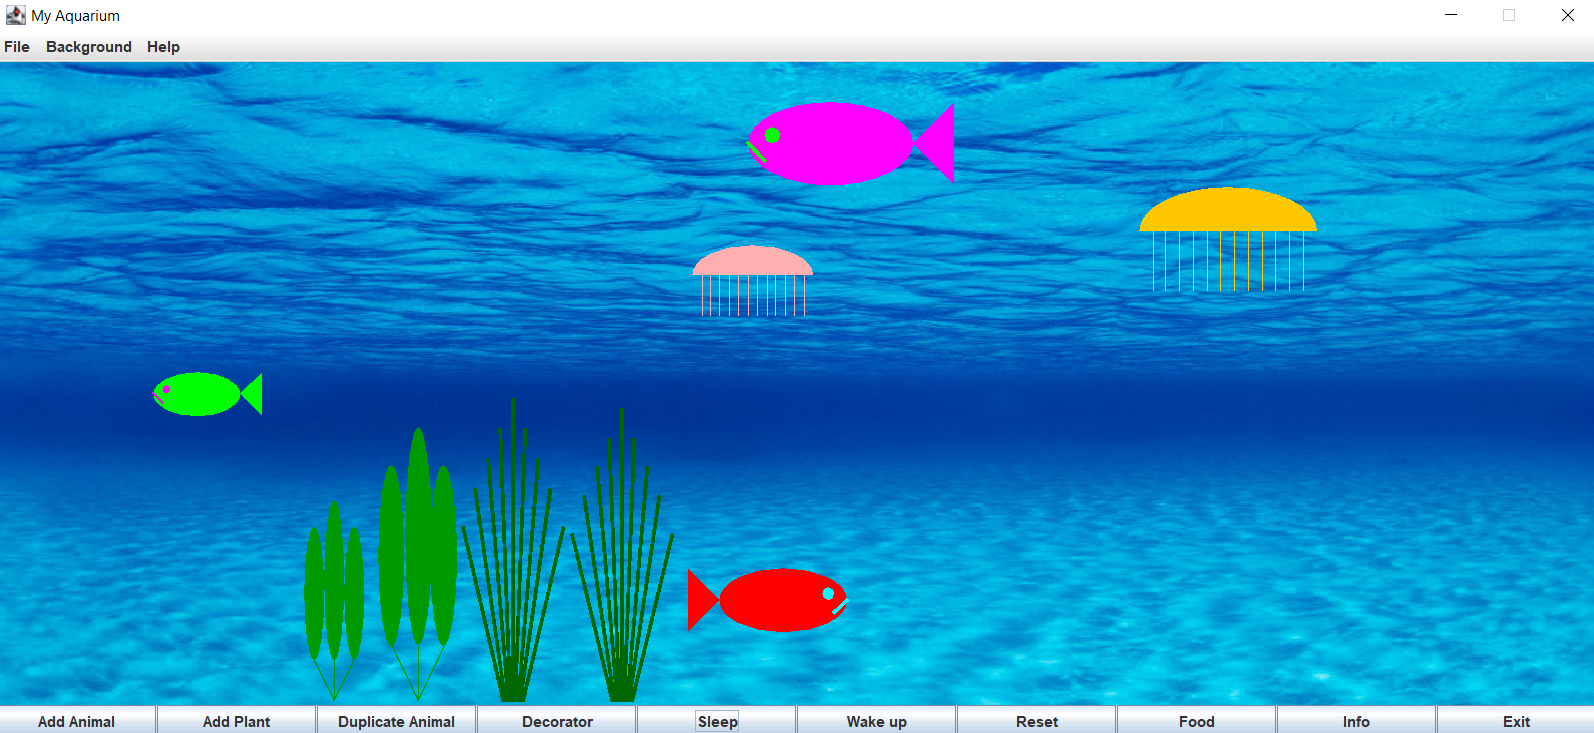 My Aquarium
File Background Help
Add Animal Add Plant Duplicate Animal Decorator Sleep Wake up Reset Food Info Exit